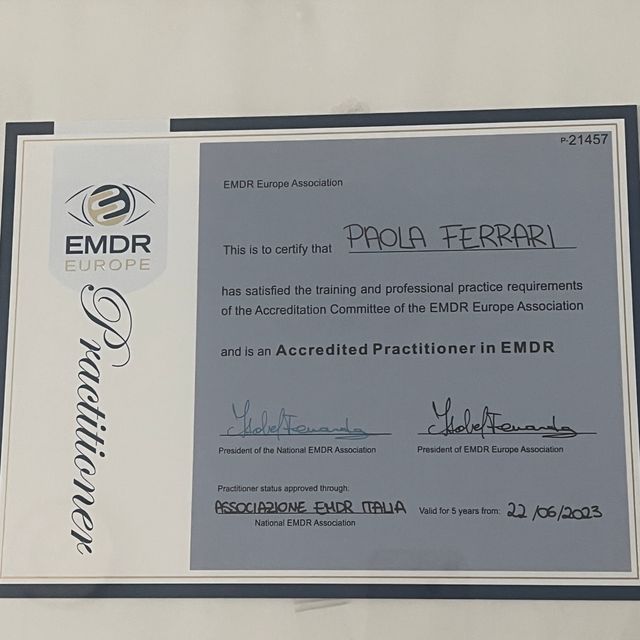 P-21457
EMDR
EUROPE
Practitioner
EMDR Europe Association
This is to certify that PAOLA FERRARI
has satisfied the training and professional practice requirements
of the Accreditation Committee of the EMDR Europe Association
and is an Accredited Practitioner in EMDR
President of the National EMDR Association
President of EMDR Europe Association
Practitioner status approved through:
ASSOCIAZIONE EMDR ITALIA
National EMDR Association
Valid for 5 years from: 22/06/2023